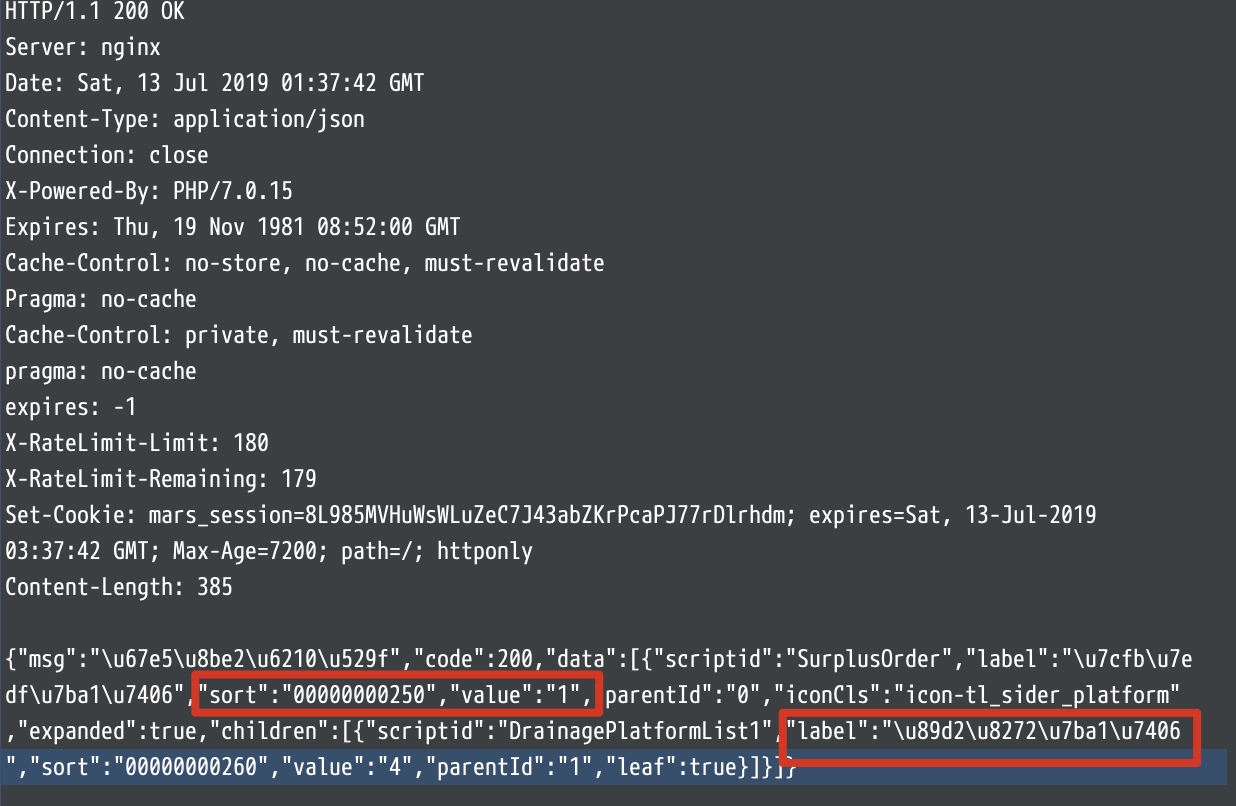 HTTP/1.1 200 OK
Server: nginx
Date: Sat, 13 Jul 2019 01:37:42 GMT
Content-Type: application/json
Connection: close
X-Powered-By: PHP/7.0.15
Expires: Thu, 19 Nov 1981 08:52:00 GMT
Cache-Control: no-store, no-cache, must-revalidate
Pragma: no-cache
Cache-Control: private, must-revalidate
pragma: no-cache
expires: -1
X-RateLimit-Limit: 180
X-RateLimit-Remaining: 179
Set-Cookie: mars_session=8L985MVHuWsWLuZeC7J43abZKrPcaPJ77rDlrhdm; expires=Sat, 13-Jul-2019
03:37:42 GMT; Max-Age=7200; path=/; httponly
Content-Length: 385
{"msg":"\u67e5\u8be2\u6210\u529f","code":200,"data":[{"scriptid":"SurplusOrder","label":"\u7cfb\u7e
df\u7ba1\u7406","sort":"00000000250","value":"1","parentId":"0","iconCls":"icon-tl_sider_platform"
,"expanded":true,"children":[{"scriptid":"DrainagePlatformList1","label":"\u89d2\u8272\u7ba1\u7406
","sort":"00000000260","value":"4","parentId":"1","leaf":true}]}]}